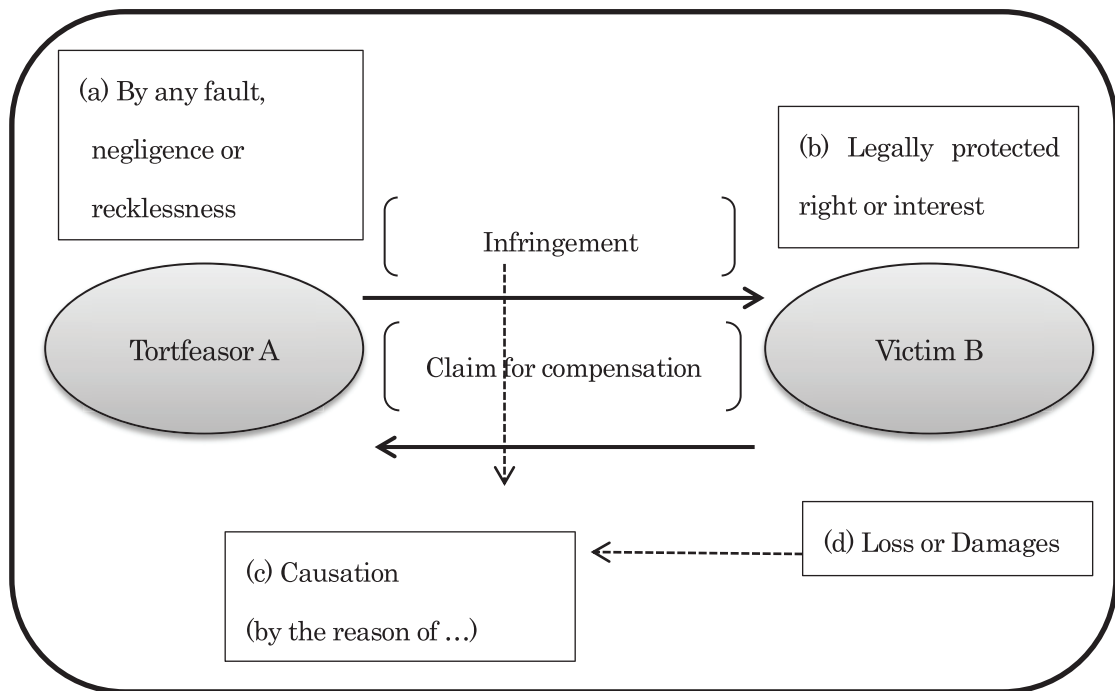 (a) By any fault,
negligence or
recklessness
(b) Legally protected
right or interest
Infringement
Tortfeasor A
Claim for compensation
Victim B
(c) Causation
(by the reason of …)
(d) Loss or Damages